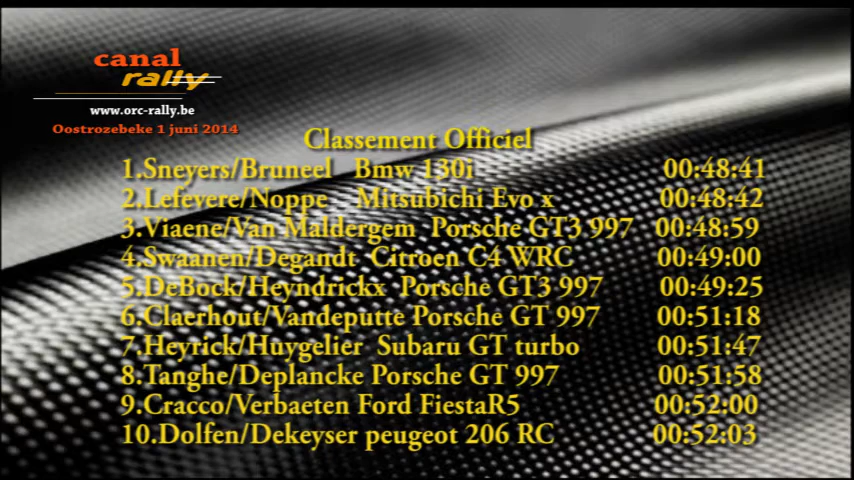 canal
rally
www.orc-rally.be
Oostrozebeke 1 juni 2014
Classement Officiel
1.Sneyers/Bruneel Bmw 130i 00:48:41
2.Lefevere/Noppe Mitsubichi Evo x 00:48:42
3.Viaene/Van Maldergem Porsche GT3 997 00:48:59
4.Swaanen/Degandt Citroen C4 WRC 00:49:00
5.DeBock/Heyndrickx Porsche GT3 997 00:49:25
6.Claerhout/Vandeputte Porsche GT 997 00:51:18
7.Heyrick/Huygelier Subaru GT turbo 00:51:47
8.Tanghe/Deplancke Porsche GT 997 00:51:58
9.Cracco/Verbaeten Ford FiestaR5 00:52:00
10.Dolfen/Dekeyser peugeot 206 RC 00:52:03